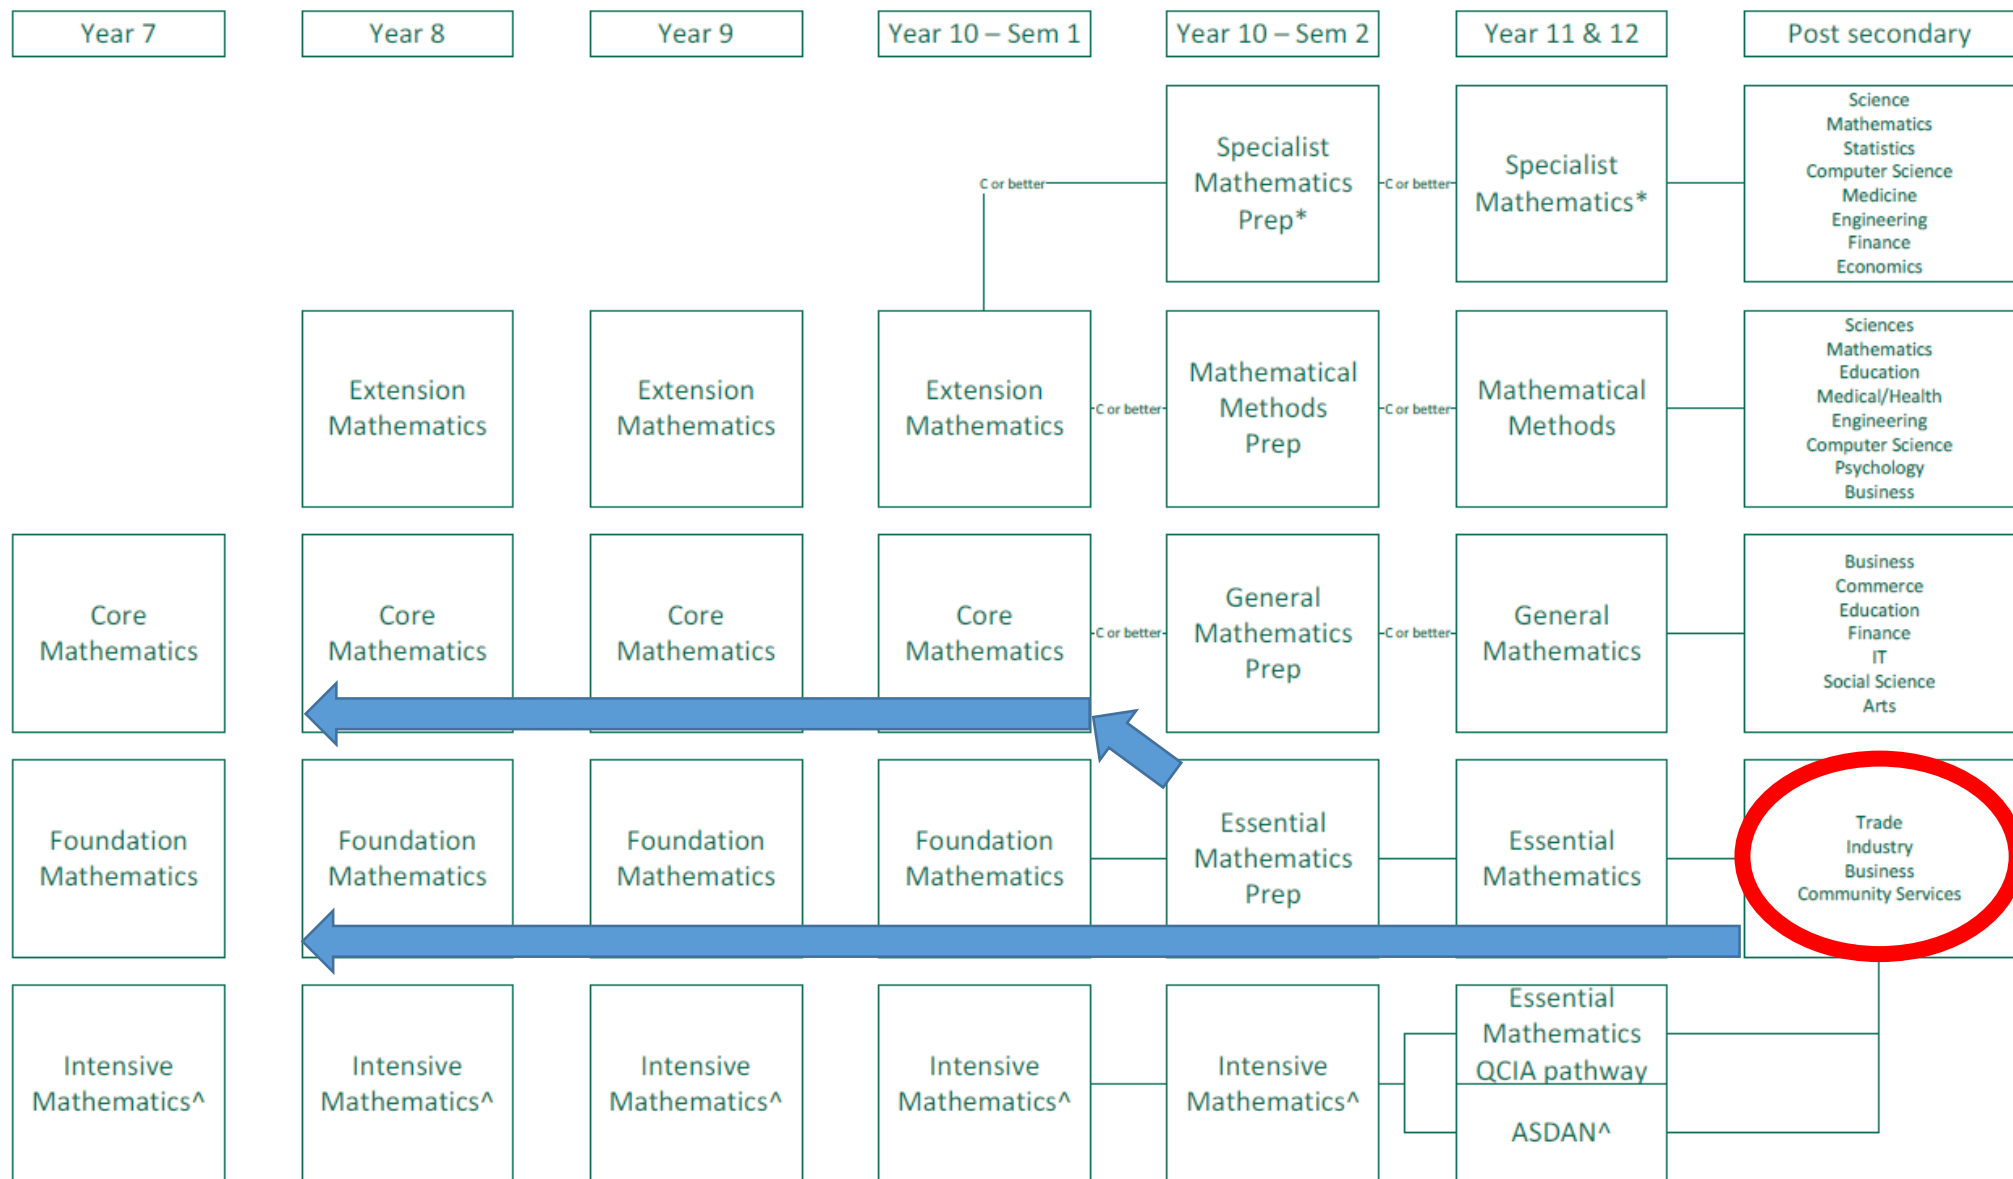 Year 7
Year 8
Year 9
Year 10 – Sem 1
Year 10 – Sem 2
Year 11 & 12
Post secondary
C or better
Specialist
Mathematics
Prep*
C or better
Specialist
Mathematics*
Science
Mathematics
Statistics
Computer Science
Medicine
Engineering
Finance
Economics
Extension
Mathematics
Extension
Mathematics
Extension
Mathematics
C or better
Mathematical
Methods
Prep
C or better
Mathematical
Methods
Sciences
Mathematics
Education
Medical/Health
Engineering
Computer Science
Psychology
Business
Core
Mathematics
Core
Mathematics
Core
Mathematics
Core
Mathematics
C or better
General
Mathematics
Prep
C or better
General
Mathematics
Business
Commerce
Education
Finance
IT
Social Science
Arts
Foundation
Mathematics
Foundation
Mathematics
Foundation
Mathematics
Foundation
Mathematics
Essential
Mathematics
Prep
Essential
Mathematics
Trade
Industry
Business
Community Services
Intensive
Mathematics^
Intensive
Mathematics^
Intensive
Mathematics^
Intensive
Mathematics^
Intensive
Mathematics^
Essential
Mathematics
QCIA pathway
ASDAN^